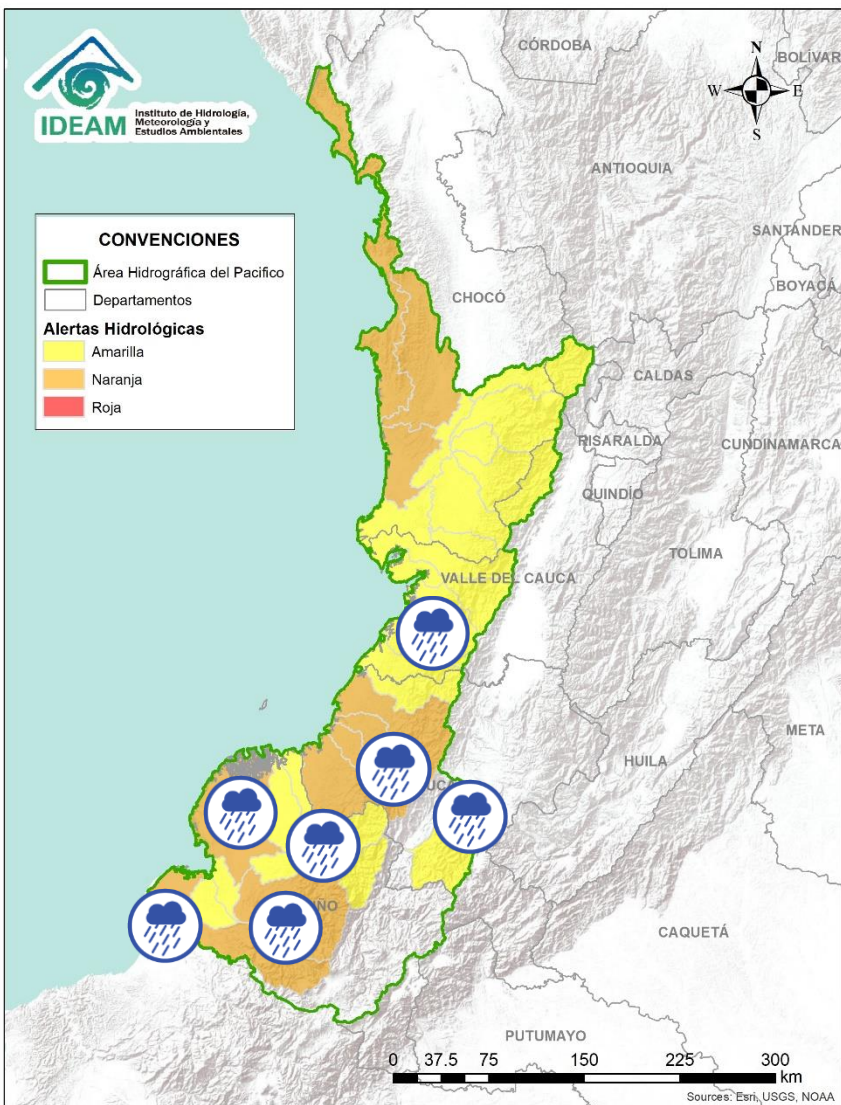 IDEAM
Instituto de Hidrología,
Meteorología y
Estudios Ambientales
N
W
E
S
CÓRDOBA
BOLÍVAR
ANTIOQUIA
SANTANDER
BOYACÁ
CONVENCIONES
Área Hidrográfica del Pacifico
Departamentos
Alertas Hidrológicas
Amarilla
Naranja
Roja
CHOCÓ
CALDAS
RISARALDA
CUNDINAMARCA
QUINDÍO
TOLIMA
VALLE DEL CAUCA
META
HUILA
CAQUETÁ
PUTUMAYO
0 37.5 75 150 225 300
km
Sources: Esri, USGS, NOAA